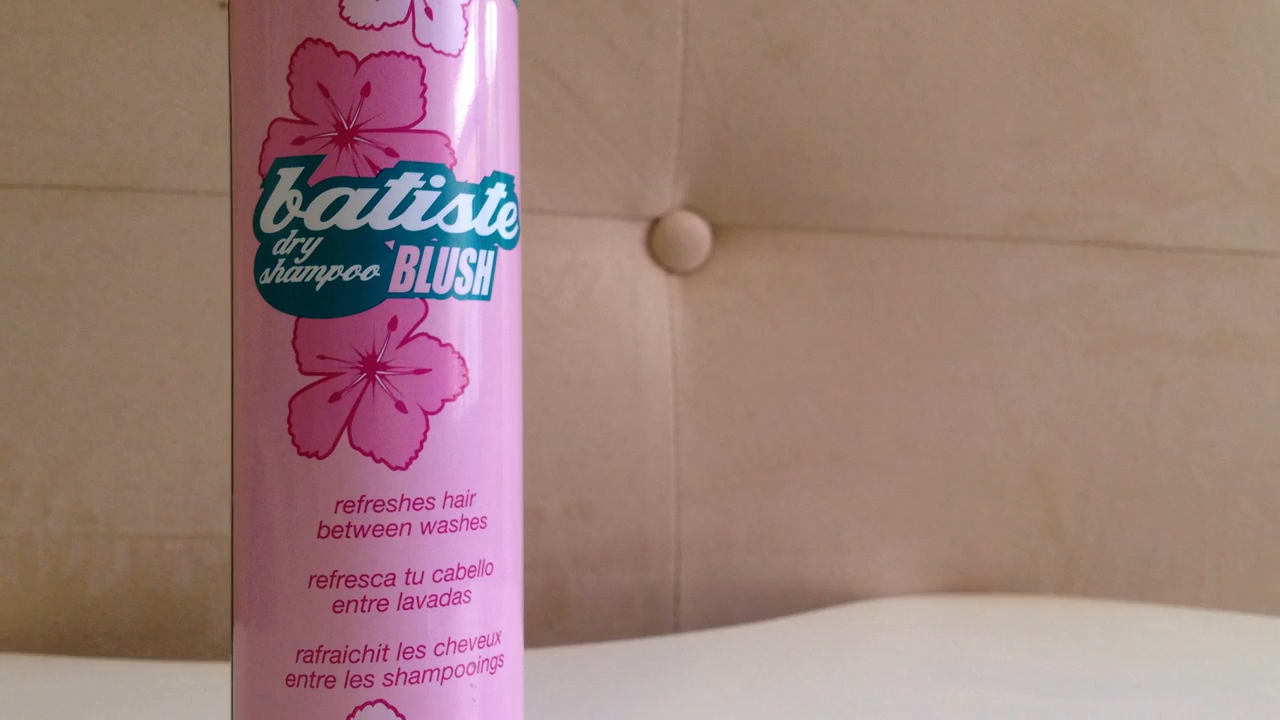 batiste
dry
shampoo BLUSH
refreshes hair
between washes
refresca tu cabello
entre lavadas
rafraichit les cheveux
entre les shampooings